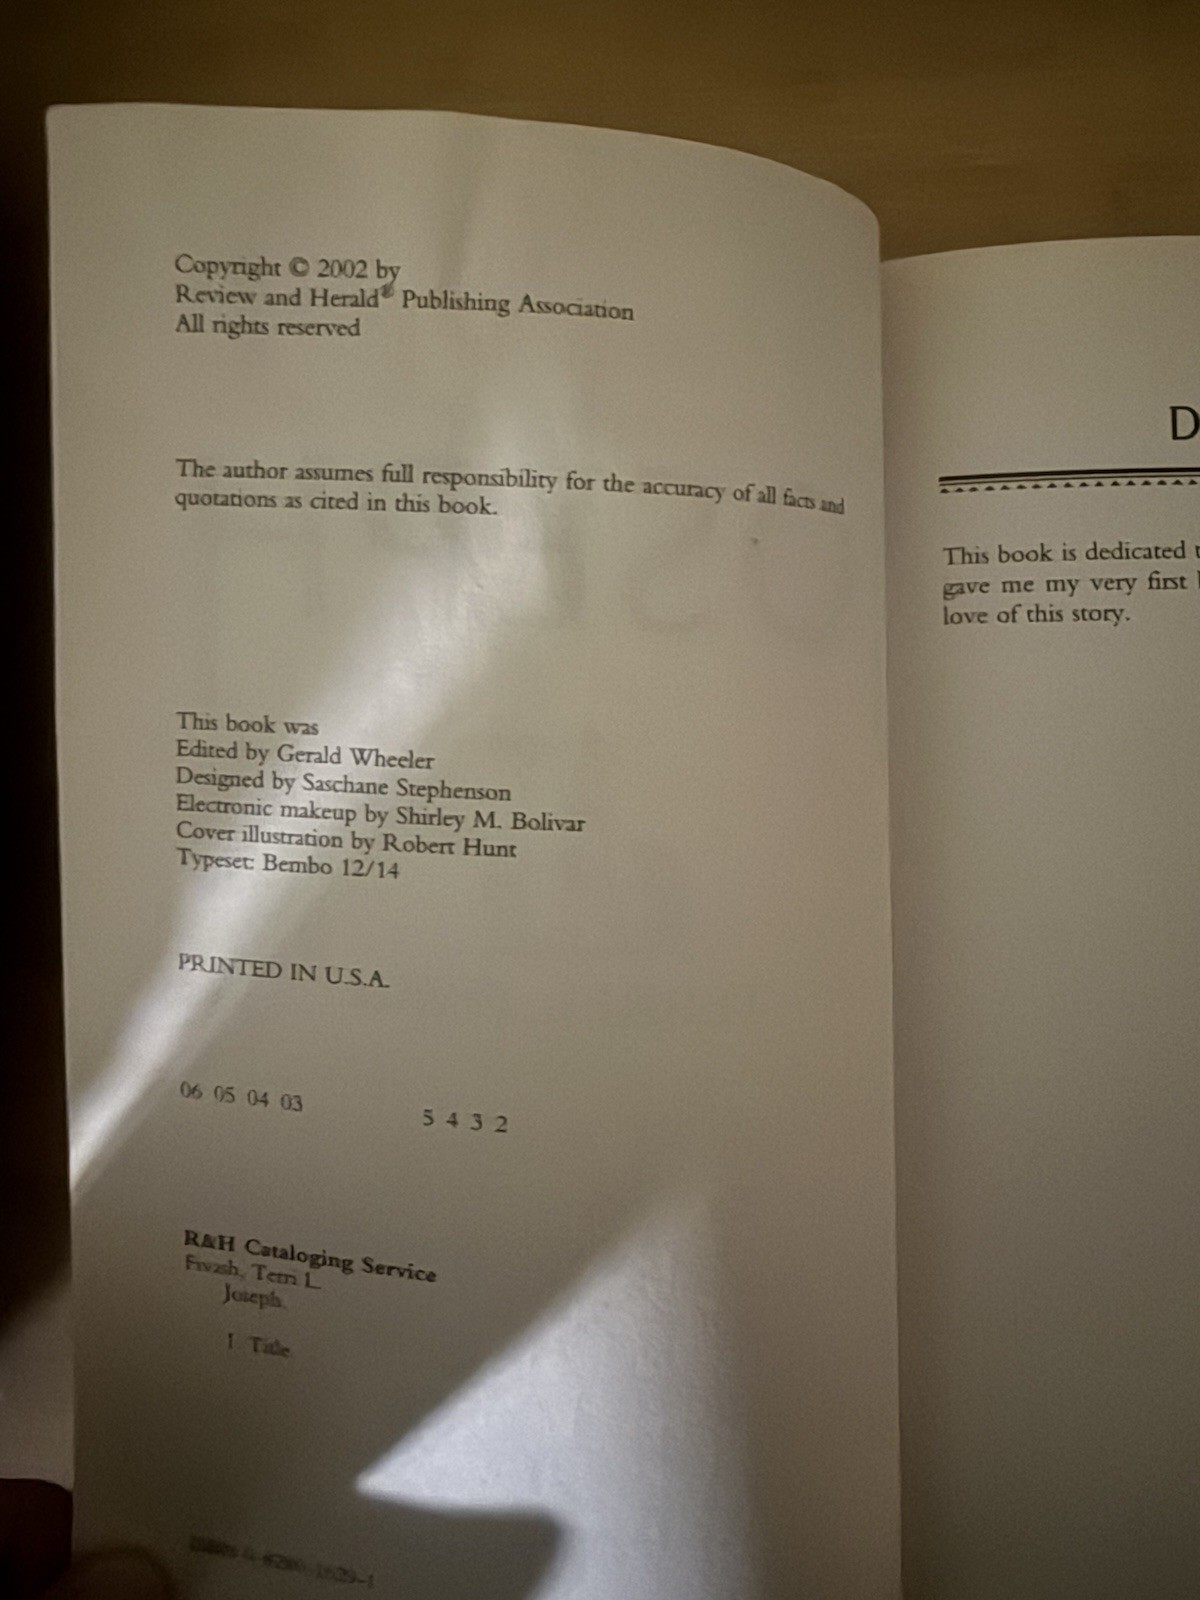 Copyright © 2002 by
Review and Herald® Publishing Association
All rights reserved
The author assumes full responsibility for the accuracy of all facts and
quotations as cited in this book.
This book was
Edited by Gerald Wheeler
Designed by Saschane Stephenson
Electronic makeup by Shirley M. Bolivar
Cover illustration by Robert Hunt
Typeset: Bembo 12/14
PRINTED IN U.S.A.
06 05 04 03 5 4 3 2
R&H Cataloging Service
Fivash, Terri L.
Joseph.
Title
D
This book is dedicated t
gave me my very first
love of this story.